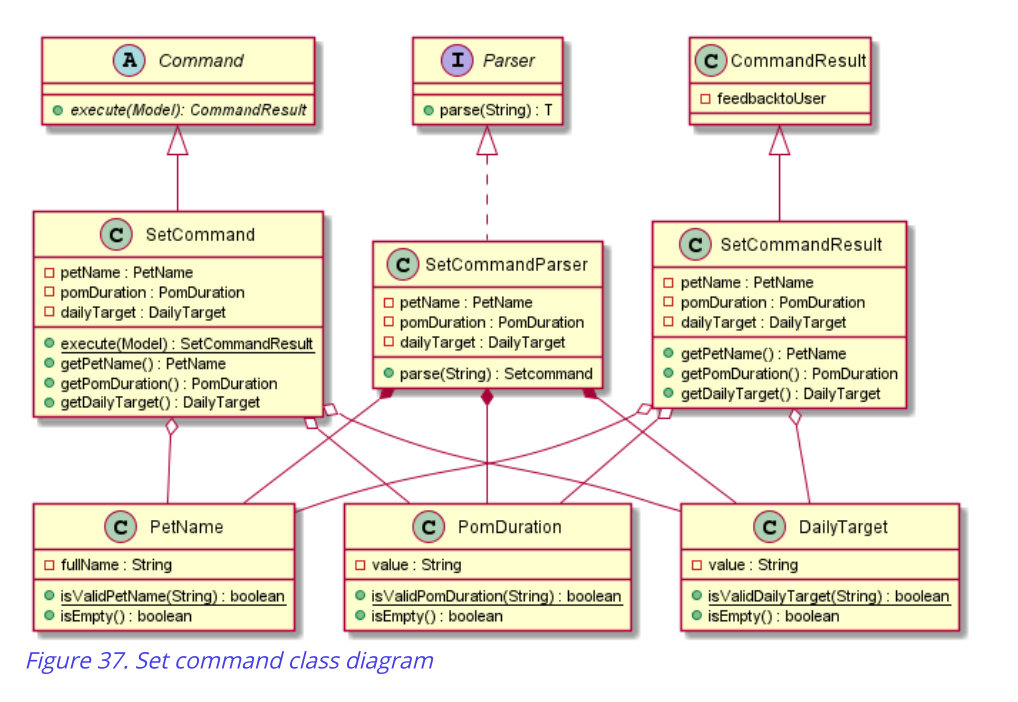 A Command
execute(Model): CommandResult
I Parser
parse(String) : T
C CommandResult
feedbacktoUser
C SetCommand
petName : PetName
pomDuration : PomDuration
dailyTarget : DailyTarget
execute(Model) : SetCommandResult
getPetName() : PetName
getPomDuration() : PomDuration
getDailyTarget() : DailyTarget
C SetCommandParser
petName : PetName
pomDuration : PomDuration
dailyTarget : DailyTarget
parse(String) : Setcommand
C SetCommandResult
petName : PetName
pomDuration : PomDuration
dailyTarget : DailyTarget
getPetName() : PetName
getPomDuration() : PomDuration
getDailyTarget() : DailyTarget
C PetName
fullName : String
isValidPetName(String) : boolean
isEmpty() : boolean
C PomDuration
value : String
isValidPomDuration(String) : boolean
isEmpty() : boolean
C DailyTarget
value : String
isValidDailyTarget(String) : boolean
isEmpty() : boolean
Figure 37. Set command class diagram